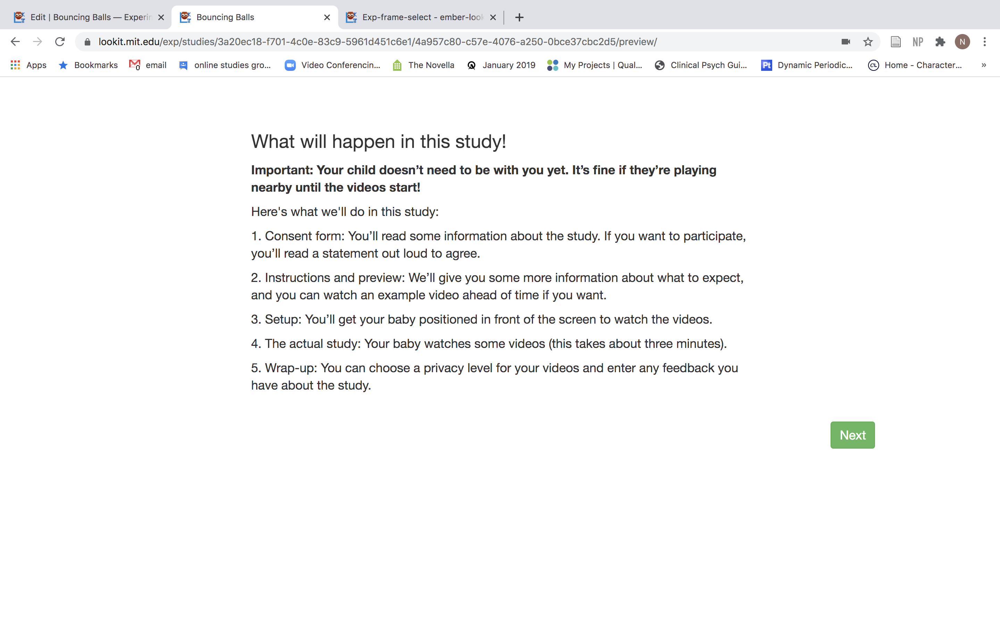 Edit | Bouncing Balls — Experin
Bouncing Balls
Exp-frame-select - ember-look
lookit.mit.edu/exp/studies/3a20ec18-f701-4c0e-83c9-5961d451c6e1/4a957c80-c57e-4076-a250-0bce37cbc2d5/preview/
NP
N
Apps
Bookmarks
email
online studies gro...
Video Conferencin...
The Novella
January 2019
My Projects | Qual...
Clinical Psych Gui...
Pt
Dynamic Periodic...
CL
Home - Character...
»
What will happen in this study!
Important: Your child doesn’t need to be with you yet. It’s fine if they’re playing
nearby until the videos start!
Here's what we'll do in this study:
1. Consent form: You’ll read some information about the study. If you want to participate,
you’ll read a statement out loud to agree.
2. Instructions and preview: We’ll give you some more information about what to expect,
and you can watch an example video ahead of time if you want.
3. Setup: You’ll get your baby positioned in front of the screen to watch the videos.
4. The actual study: Your baby watches some videos (this takes about three minutes).
5. Wrap-up: You can choose a privacy level for your videos and enter any feedback you
have about the study.
Next